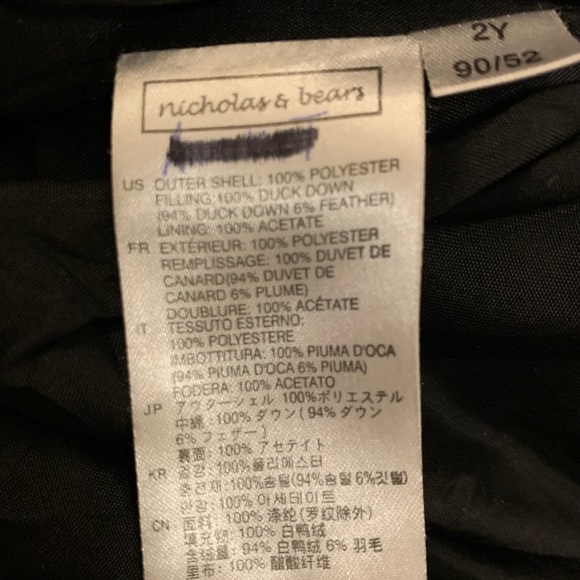 2Y
90/52
nicholas & bears
US OUTER SHELL: 100% POLYESTER
FILLING:100% DUCK DOWN
(94% DUCK DOWN 6% FEATHER)
LINING: 100% ACETATE
FR EXTÉRIEUR: 100% POLYESTER
REMPLISSAGE: 100% DUVET DE
CANARD(94% DUVET DE
CANARD 6% PLUME)
DOUBLURE: 100% ACÉTATE
IT TESSUTO ESTERNO:
100% POLYESTERE
IMBOTTITURA: 100% PIUMA D'OCA
(94% PIUMA D'OCA 6% PIUMA)
FODERA: 100% ACETATO
JP アウターシェル 100%ポリエステル
中綿 : 100% ダウン ( 94% ダウン
6% フェザー )
裏面 : 100% アセテイト
KR 겉감: 100%폴리에스터
충전재 :100%솜털(94%솜털 6%깃털)
안감: 100% 아세테이트
CN 面料: 100% 涤纶 (罗纹除外)
填充物: 100% 白鸭绒
含绒量: 94% 白鸭绒 6% 羽毛
里布: 100% 醋酸纤维